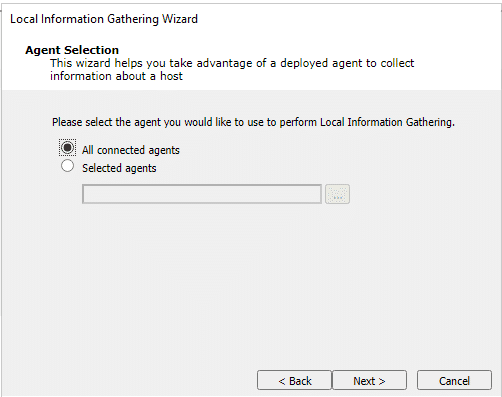 Local Information Gathering Wizard
Agent Selection
This wizard helps you take advantage of a deployed agent to collect
information about a host
Please select the agent you would like to use to perform Local Information Gathering.
All connected agents
Selected agents
...
< Back
Next >
Cancel